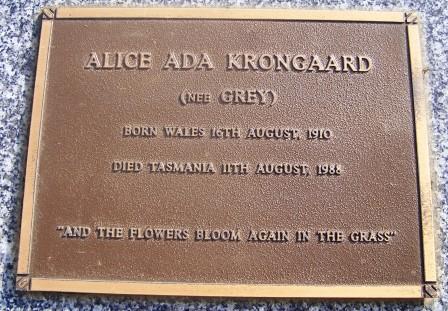 ALICE ADA KRONGAARD
(NEE GREY)
BORN WALES 16TH AUGUST, 1910
DIED TASMANIA 11TH AUGUST, 1988
"AND THE FLOWERS BLOOM AGAIN IN THE GRASS"